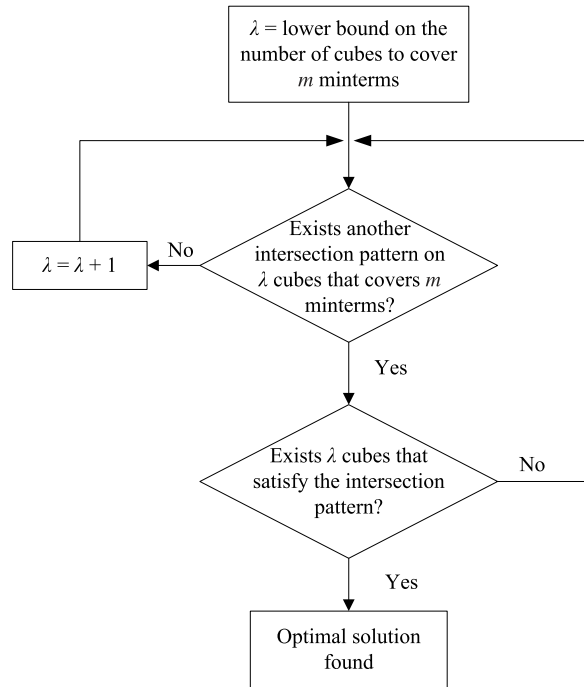 λ = lower bound on the
number of cubes to cover
m minterms
Exists another
intersection pattern on
λ cubes that covers m
minterms?
No
λ = λ + 1
Yes
Exists λ cubes that
satisfy the intersection
pattern?
No
Yes
Optimal solution
found